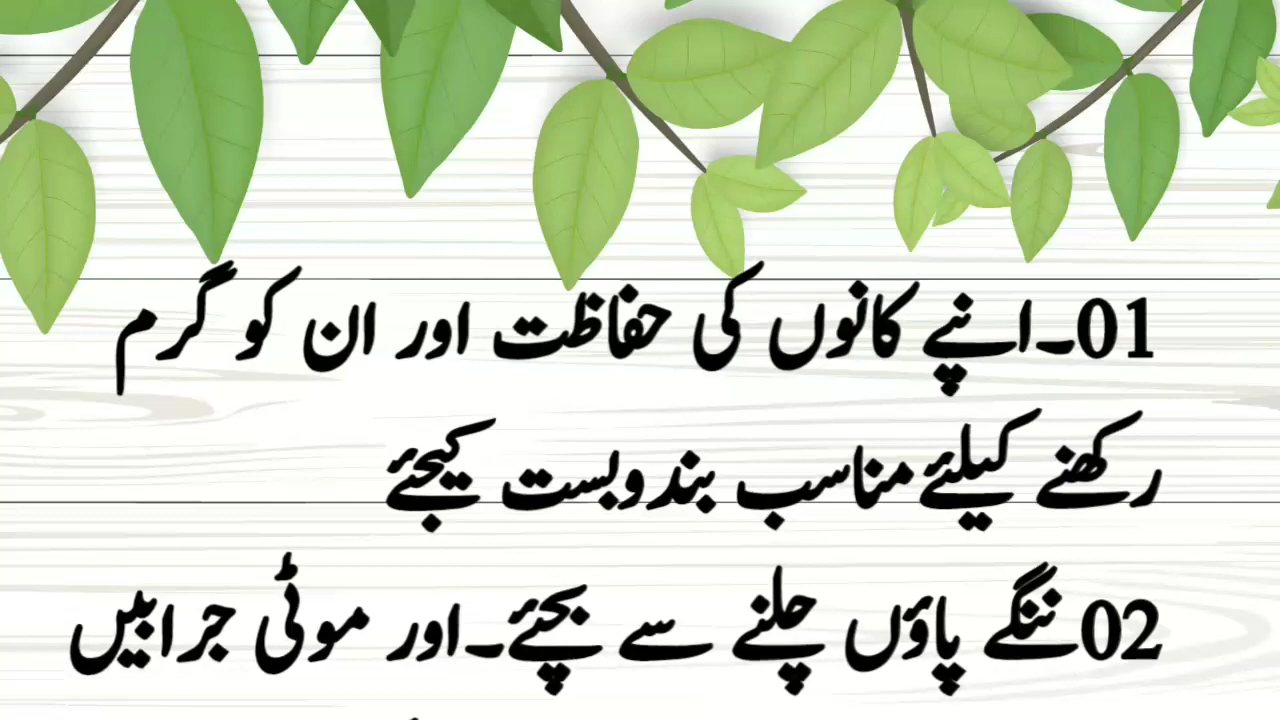 01۔اپنے کانوں کی حفاظت اور ان کو گرم
رکھنے کیلئے مناسب بندوبست کیجئے
02ننگے پاؤں چلنے سے بچئے۔اور موٹی جرابیں